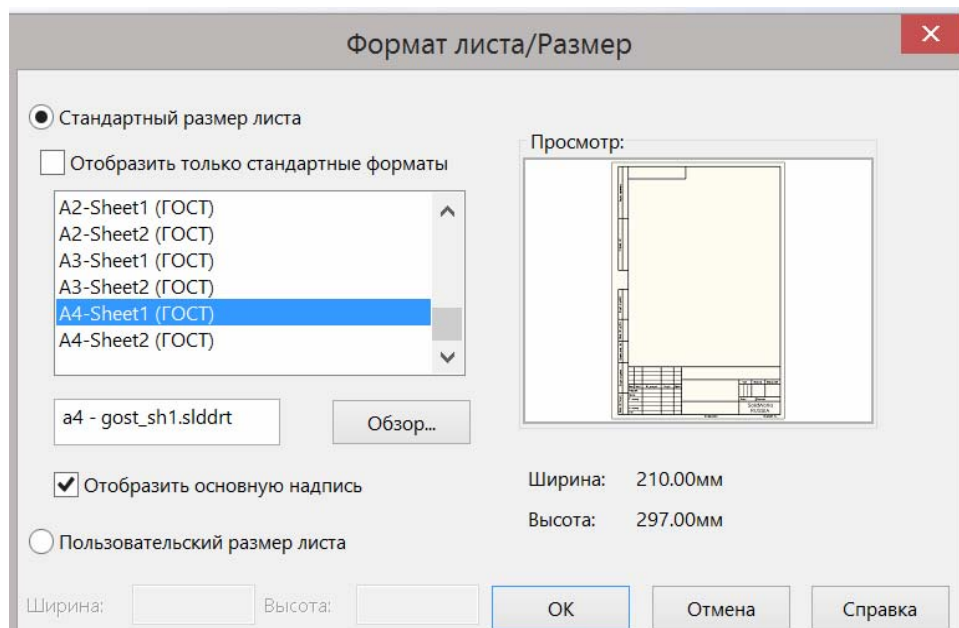 Формат листа/Размер
Стандартный размер листа
Отобразить только стандартные форматы
A2-Sheet1 (ГОСТ)
A2-Sheet2 (ГОСТ)
A3-Sheet1 (ГОСТ)
A3-Sheet2 (ГОСТ)
A4-Sheet1 (ГОСТ)
A4-Sheet2 (ГОСТ)
a4 - gost_sh1.slddrt
Обзор...
Отобразить основную надпись
Пользовательский размер листа
Ширина:
Высота:
Просмотр:
SolidWorks
RUSSIA
Ширина: 210.00мм
Высота: 297.00мм
OK
Отмена
Справка